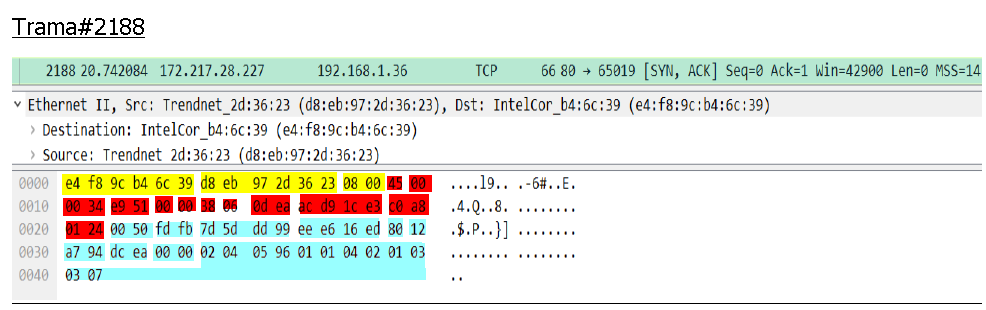 Trama#2188
2188 20.742084 172.217.28.227 192.168.1.36 TCP 66 80 → 65019 [SYN, ACK] Seq=0 Ack=1 Win=42900 Len=0 MSS=14
Ethernet II, Src: Trendnet_2d:36:23 (d8:eb:97:2d:36:23), Dst: IntelCor_b4:6c:39 (e4:f8:9c:b4:6c:39)
Destination: IntelCor_b4:6c:39 (e4:f8:9c:b4:6c:39)
Source: Trendnet 2d:36:23 (d8:eb:97:2d:36:23)
0000 e4 f8 9c b4 6c 39 d8 eb 97 2d 36 23 08 00 45 00 ....l9.. .-6#..E.
0010 00 34 e9 51 00 00 38 06 0d ea ac d9 1c e3 c0 a8 .4.Q..8. ........
0020 01 24 00 50 fd fb 7d 5d dd 99 ee e6 16 ed 80 12 .$.P..}] ........
0030 a7 94 dc ea 00 00 02 04 05 96 01 01 04 02 01 03 ........ ........
0040 03 07 ..